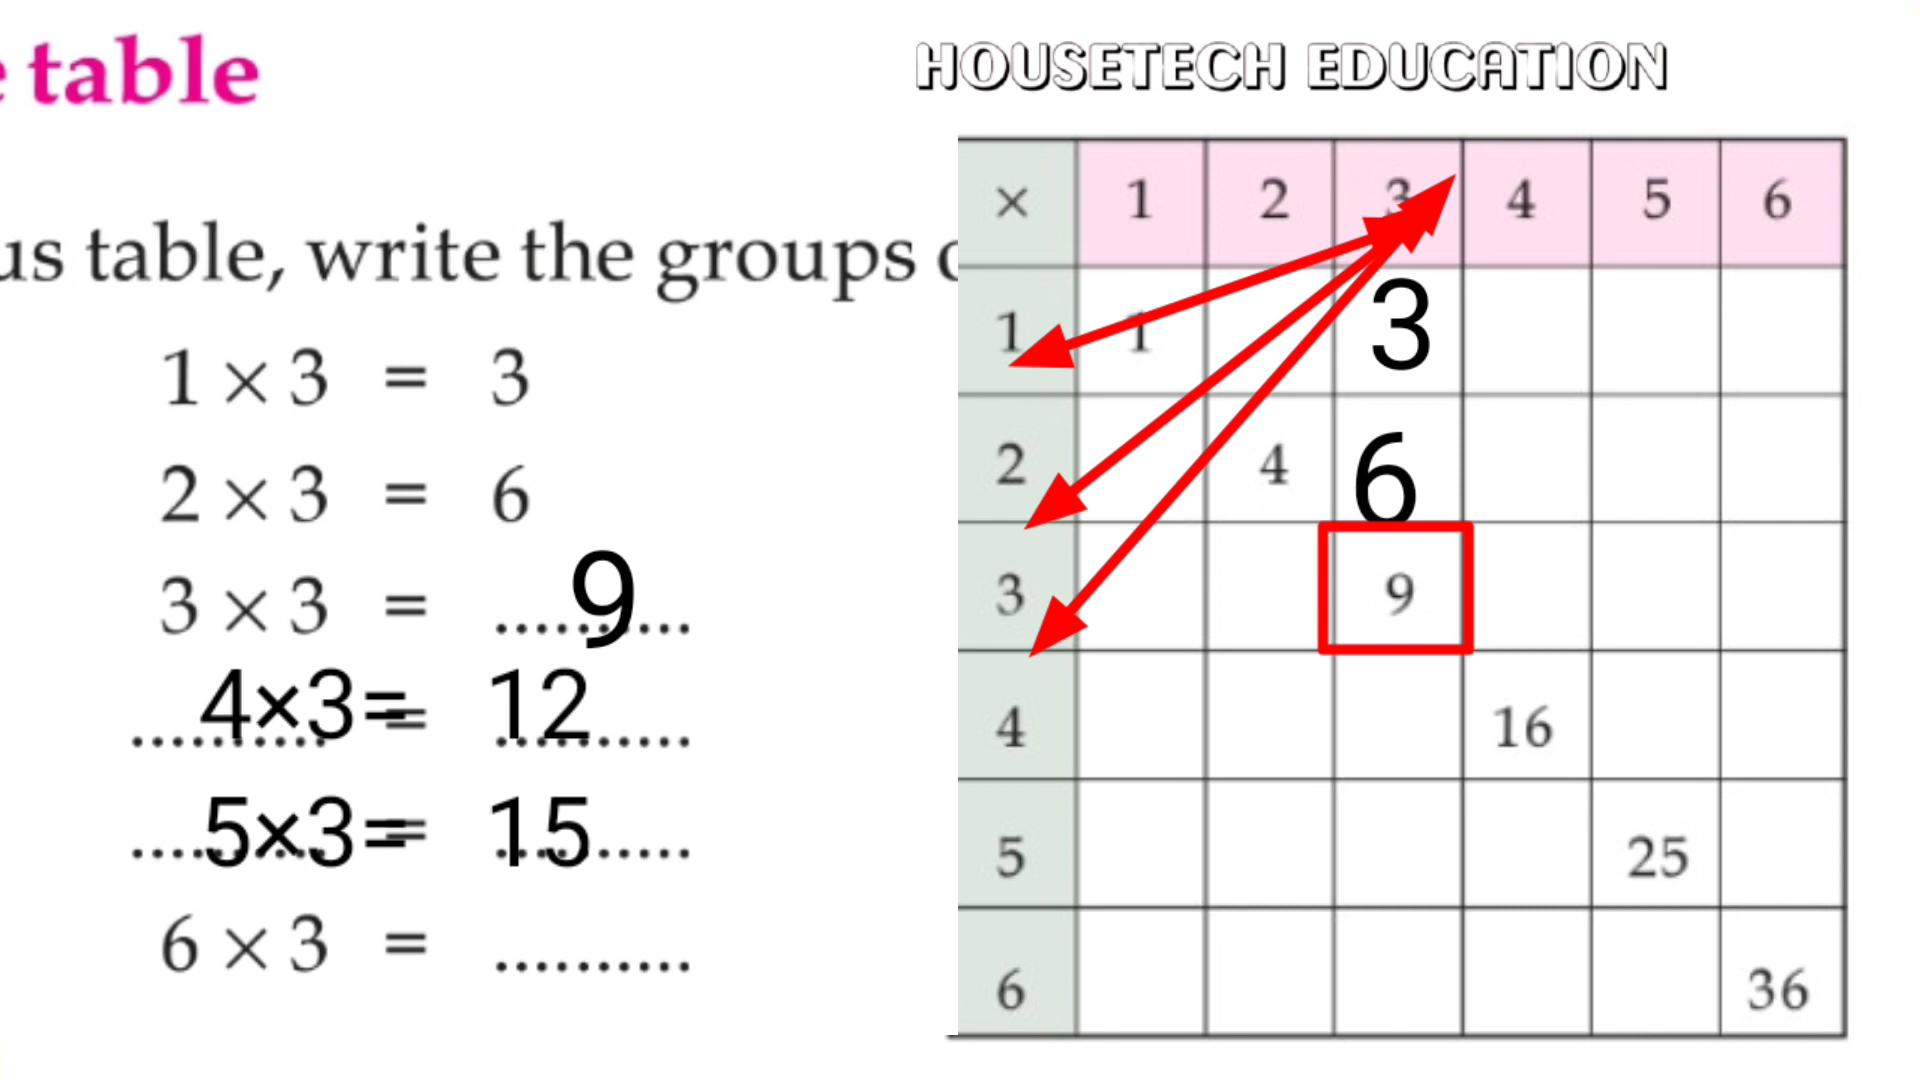 e table
HOUSETECH EDUCATION
us table, write the groups
1 × 3 = 3
2 × 3 = 6
3 × 3 = ..........9
4×3= = 12
5×3= = 15
6 × 3 = ..........
× 1 2 3 4 5 6
1 1 3
2 4 6
3 9
4 16
5 25
6 36